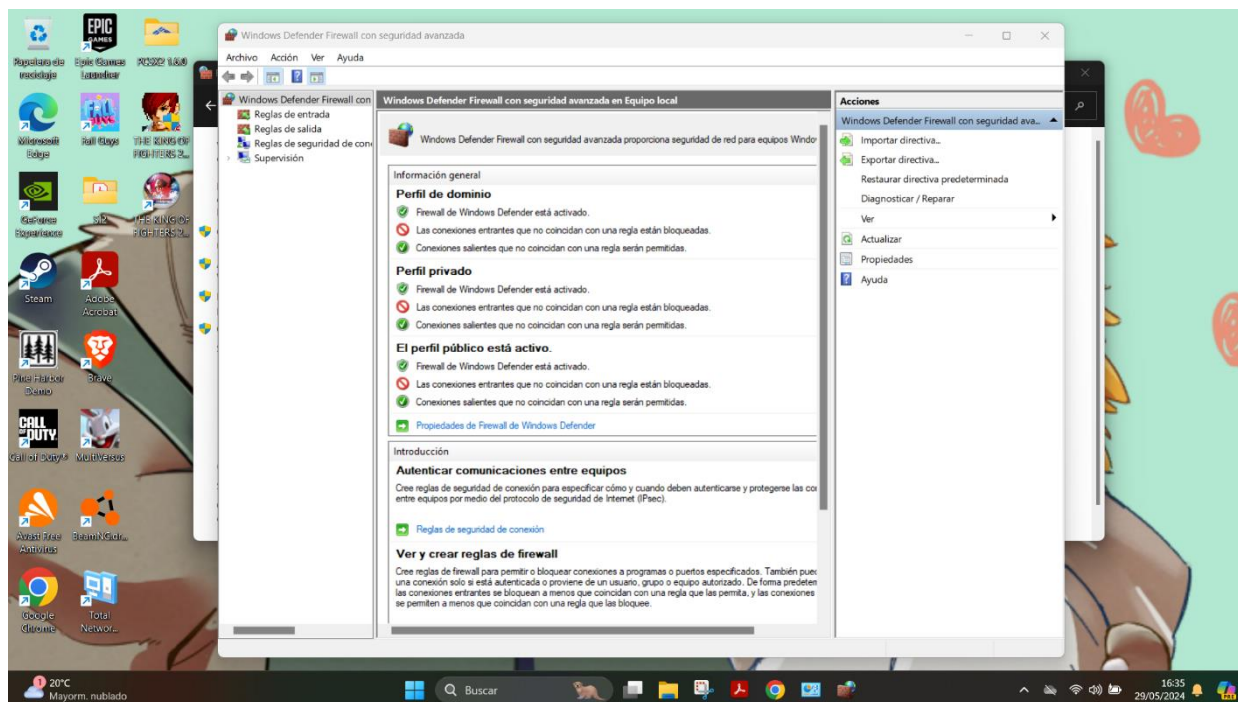 EPIC
GAMES
Papelera de
reciclaje
Epic Games
Launcher
Microsoft
Edge
Fall Guys
THE KING OF
FIGHTERS 2...
GeForce
Experience
THE KING OF
FIGHTERS 2...
Steam
Adobe
Acrobat
Brave
CALL
OF DUTY
Call of Duty®
MultiVersus
Avast Free
Antivirus
Google
Chrome
Total
Networ...
Windows Defender Firewall con seguridad avanzada
Archivo Acción Ver Ayuda
Windows Defender Firewall con
Reglas de entrada
Reglas de salida
Reglas de seguridad de con
Supervisión
Windows Defender Firewall con seguridad avanzada en Equipo local
Windows Defender Firewall con seguridad avanzada proporciona seguridad de red para equipos Windo
Información general
Perfil de dominio
Firewall de Windows Defender está activado.
Las conexiones entrantes que no coincidan con una regla están bloqueadas.
Conexiones salientes que no coincidan con una regla serán permitidas.
Perfil privado
Firewall de Windows Defender está activado.
Las conexiones entrantes que no coincidan con una regla están bloqueadas.
Conexiones salientes que no coincidan con una regla serán permitidas.
El perfil público está activo.
Firewall de Windows Defender está activado.
Las conexiones entrantes que no coincidan con una regla están bloqueadas.
Conexiones salientes que no coincidan con una regla serán permitidas.
Propiedades de Firewall de Windows Defender
Introducción
Autenticar comunicaciones entre equipos
Cree reglas de seguridad de conexión para especificar cómo y cuando deben autenticarse y protegerse las co
entre equipos por medio del protocolo de seguridad de Internet (IPsec).
Reglas de seguridad de conexión
Ver y crear reglas de firewall
Cree reglas de firewall para permitir o bloquear conexiones a programas o puertos especificados. También pue
una conexión solo si está autenticada o proviene de un usuario, grupo o equipo autorizado. De forma predeter
las conexiones entrantes se bloquean a menos que coincidan con una regla que las permita, y las conexiones
se permiten a menos que coincidan con una regla que las bloquee.
Acciones
Windows Defender Firewall con seguridad ava...
Importar directiva...
Exportar directiva...
Restaurar directiva predeterminada
Diagnosticar / Reparar
Ver
Actualizar
Propiedades
Ayuda
1
20°C
Mayorm. nublado
Buscar
16:35
29/05/2024
PRE